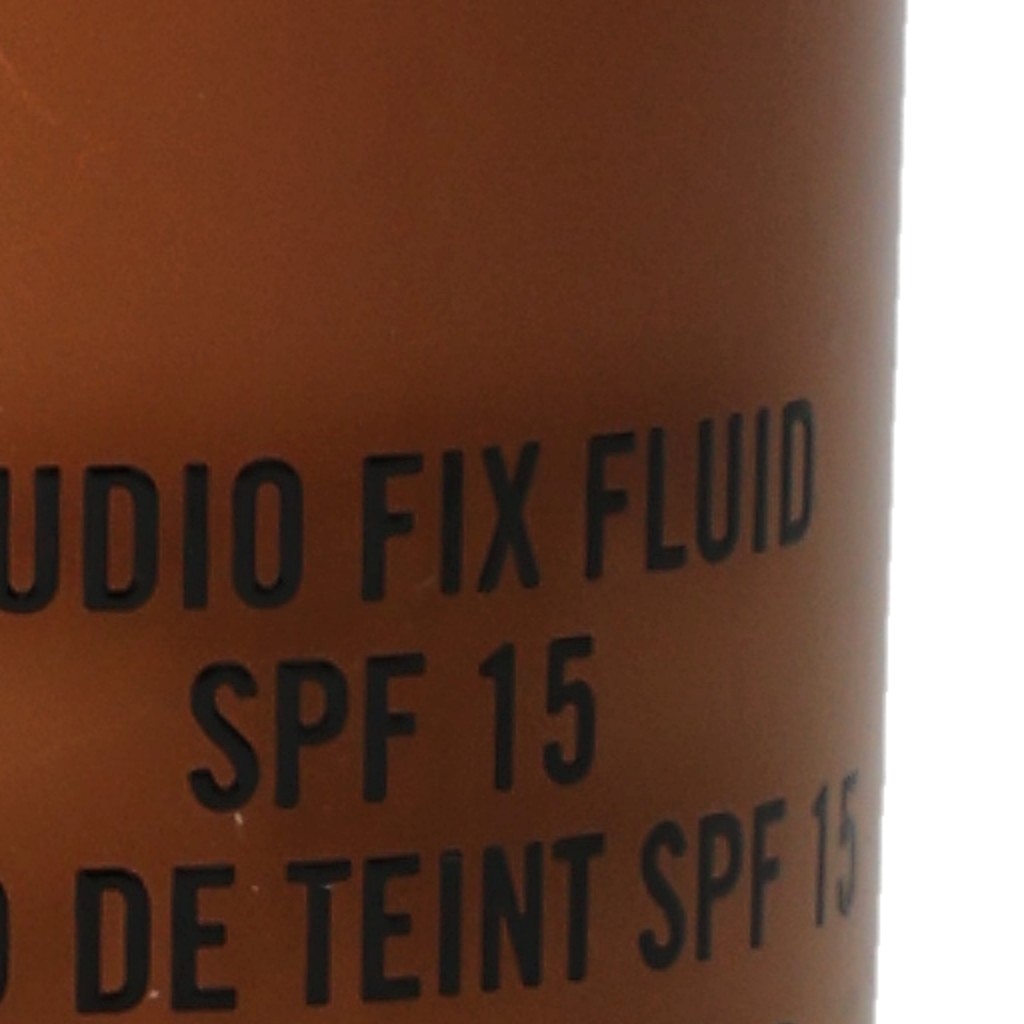 UDIO FIX FLUID
SPF 15
DE TEINT SPF 15